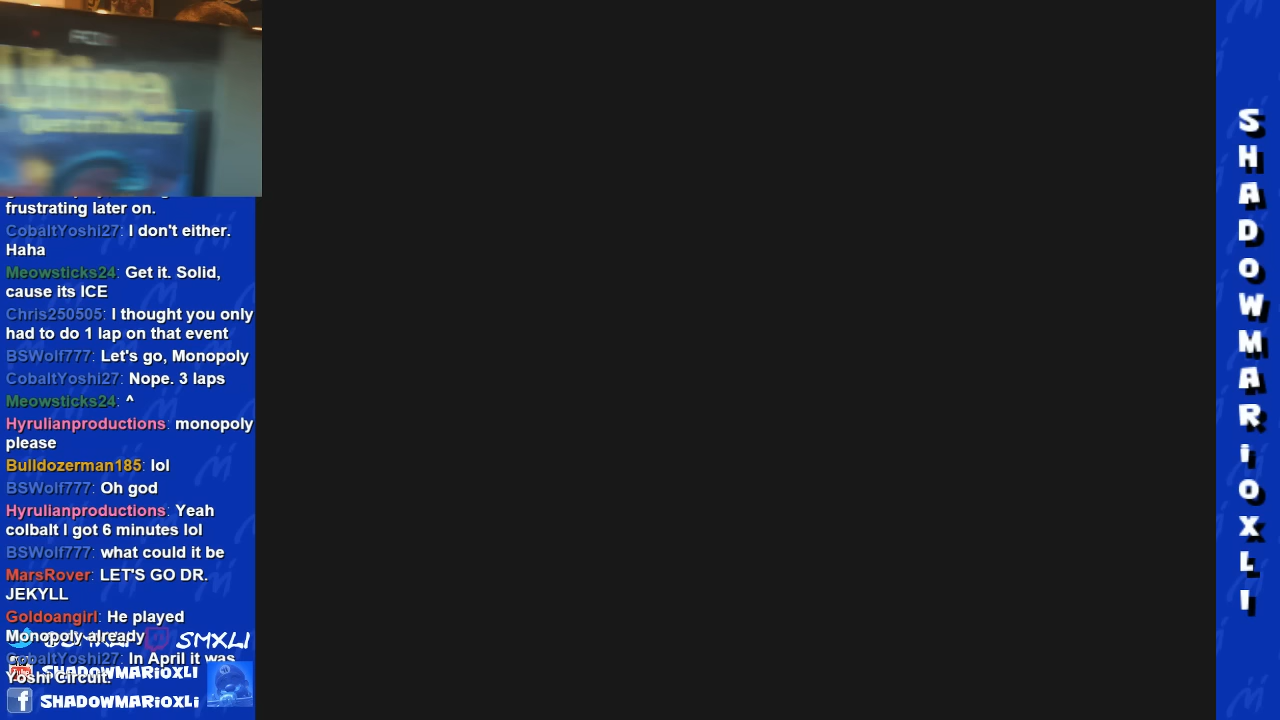 Ultima
frustrating later on.
CobaltYoshi27: I don't either.
Haha
Meowsticks24: Get it. Solid,
cause its ICE
Chris250505: I thought you only
had to do 1 lap on that event
BSWolf777: Let's go, Monopoly
CobaltYoshi27: Nope. 3 laps
Meowsticks24: ^
Hyrulianproductions: monopoly
please
Bulldozerman185: lol
BSWolf777: Oh god
Hyrulianproductions: Yeah
colbalt I got 6 minutes lol
BSWolf777: what could it be
MarsRover: LET'S GO DR.
JEKYLL
Goldoangirl: He played
Monopoly already
SMXLI
CobaltYoshi27: In April it was
Yoshi Circuit.
SHADOWMARiOXLi
SHADOWMARiOXLi
SHADOWMARiOXLI